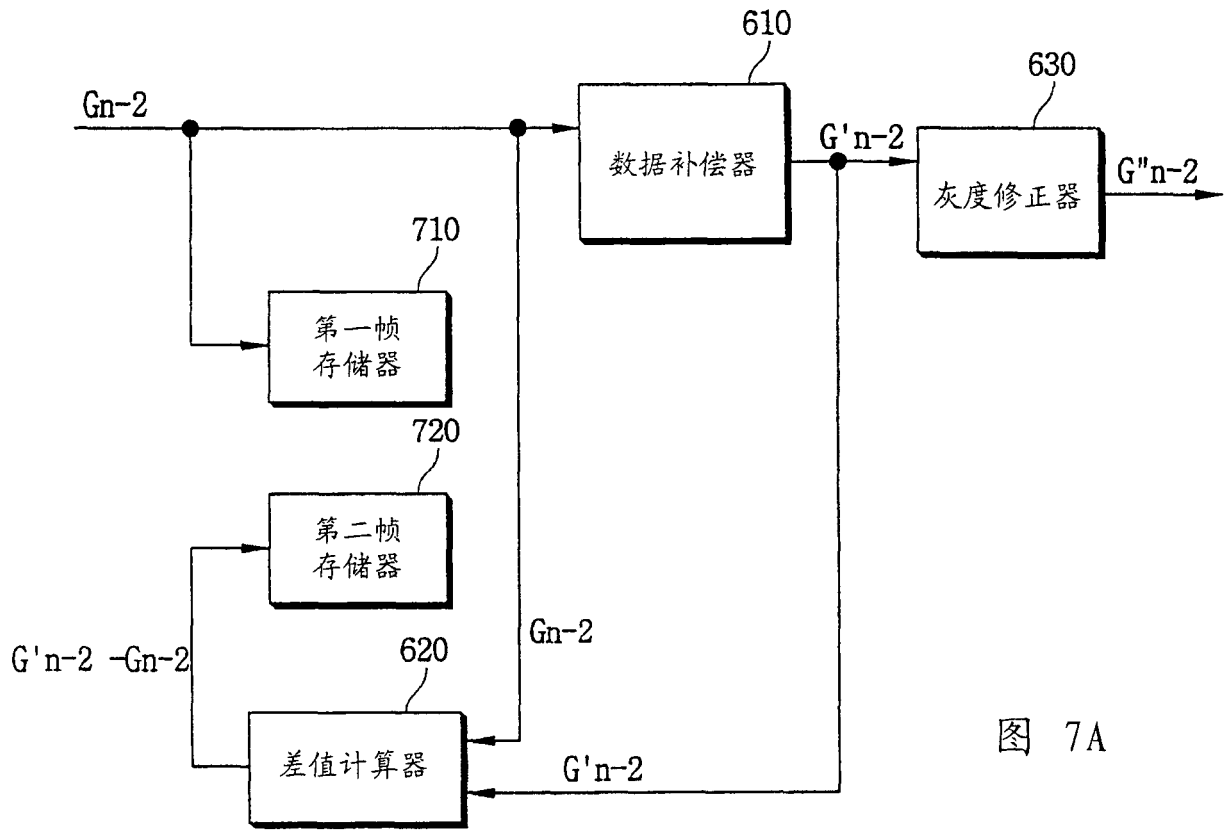 610
630
Gn-2
数据补偿器
G'n-2
灰度修正器
G"n-2
710
第一帧
存储器
720
第二帧
存储器
G'n-2 -Gn-2
Gn-2
620
差值计算器
G'n-2
图 7A